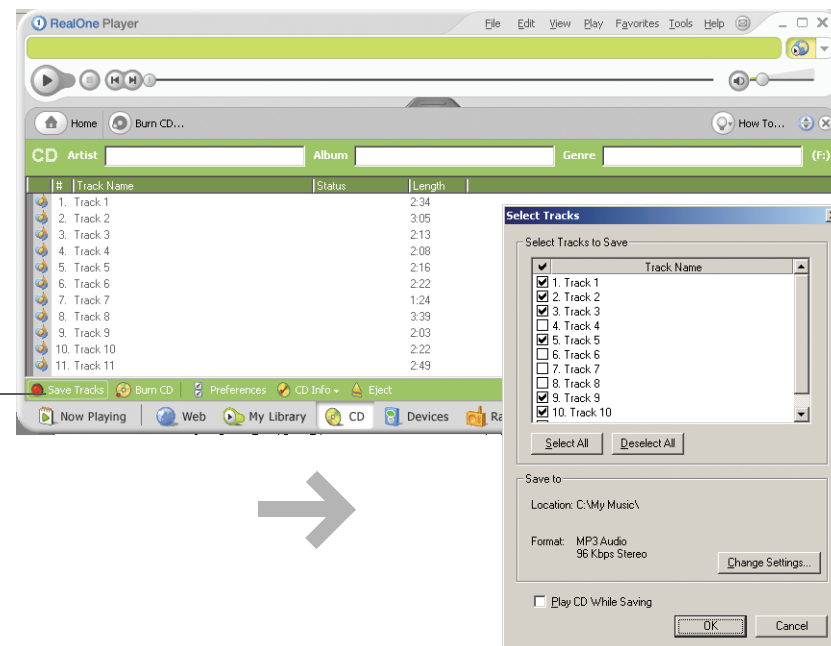 RealOne Player File Edit View Play Favorites Tools Help
Home Burn CD... How To...
CD Artist Album Genre (F:)
# Track Name Status Length
1. Track 1 2:34
2. Track 2 3:05
3. Track 3 2:13
4. Track 4 2:08
5. Track 5 2:16
6. Track 6 2:22
7. Track 7 1:24
8. Track 8 3:39
9. Track 9 2:03
10. Track 10 2:22
11. Track 11 2:49
Save Tracks Burn CD Preferences CD Info Eject
Now Playing Web My Library CD Devices Ra
Select Tracks
Select Tracks to Save
Track Name
1. Track 1
2. Track 2
3. Track 3
4. Track 4
5. Track 5
6. Track 6
7. Track 7
8. Track 8
9. Track 9
10. Track 10
Select All Deselect All
Save to
Location: C:\My Music\
Format: MP3 Audio
96 Kbps Stereo
Change Settings...
Play CD While Saving
OK Cancel